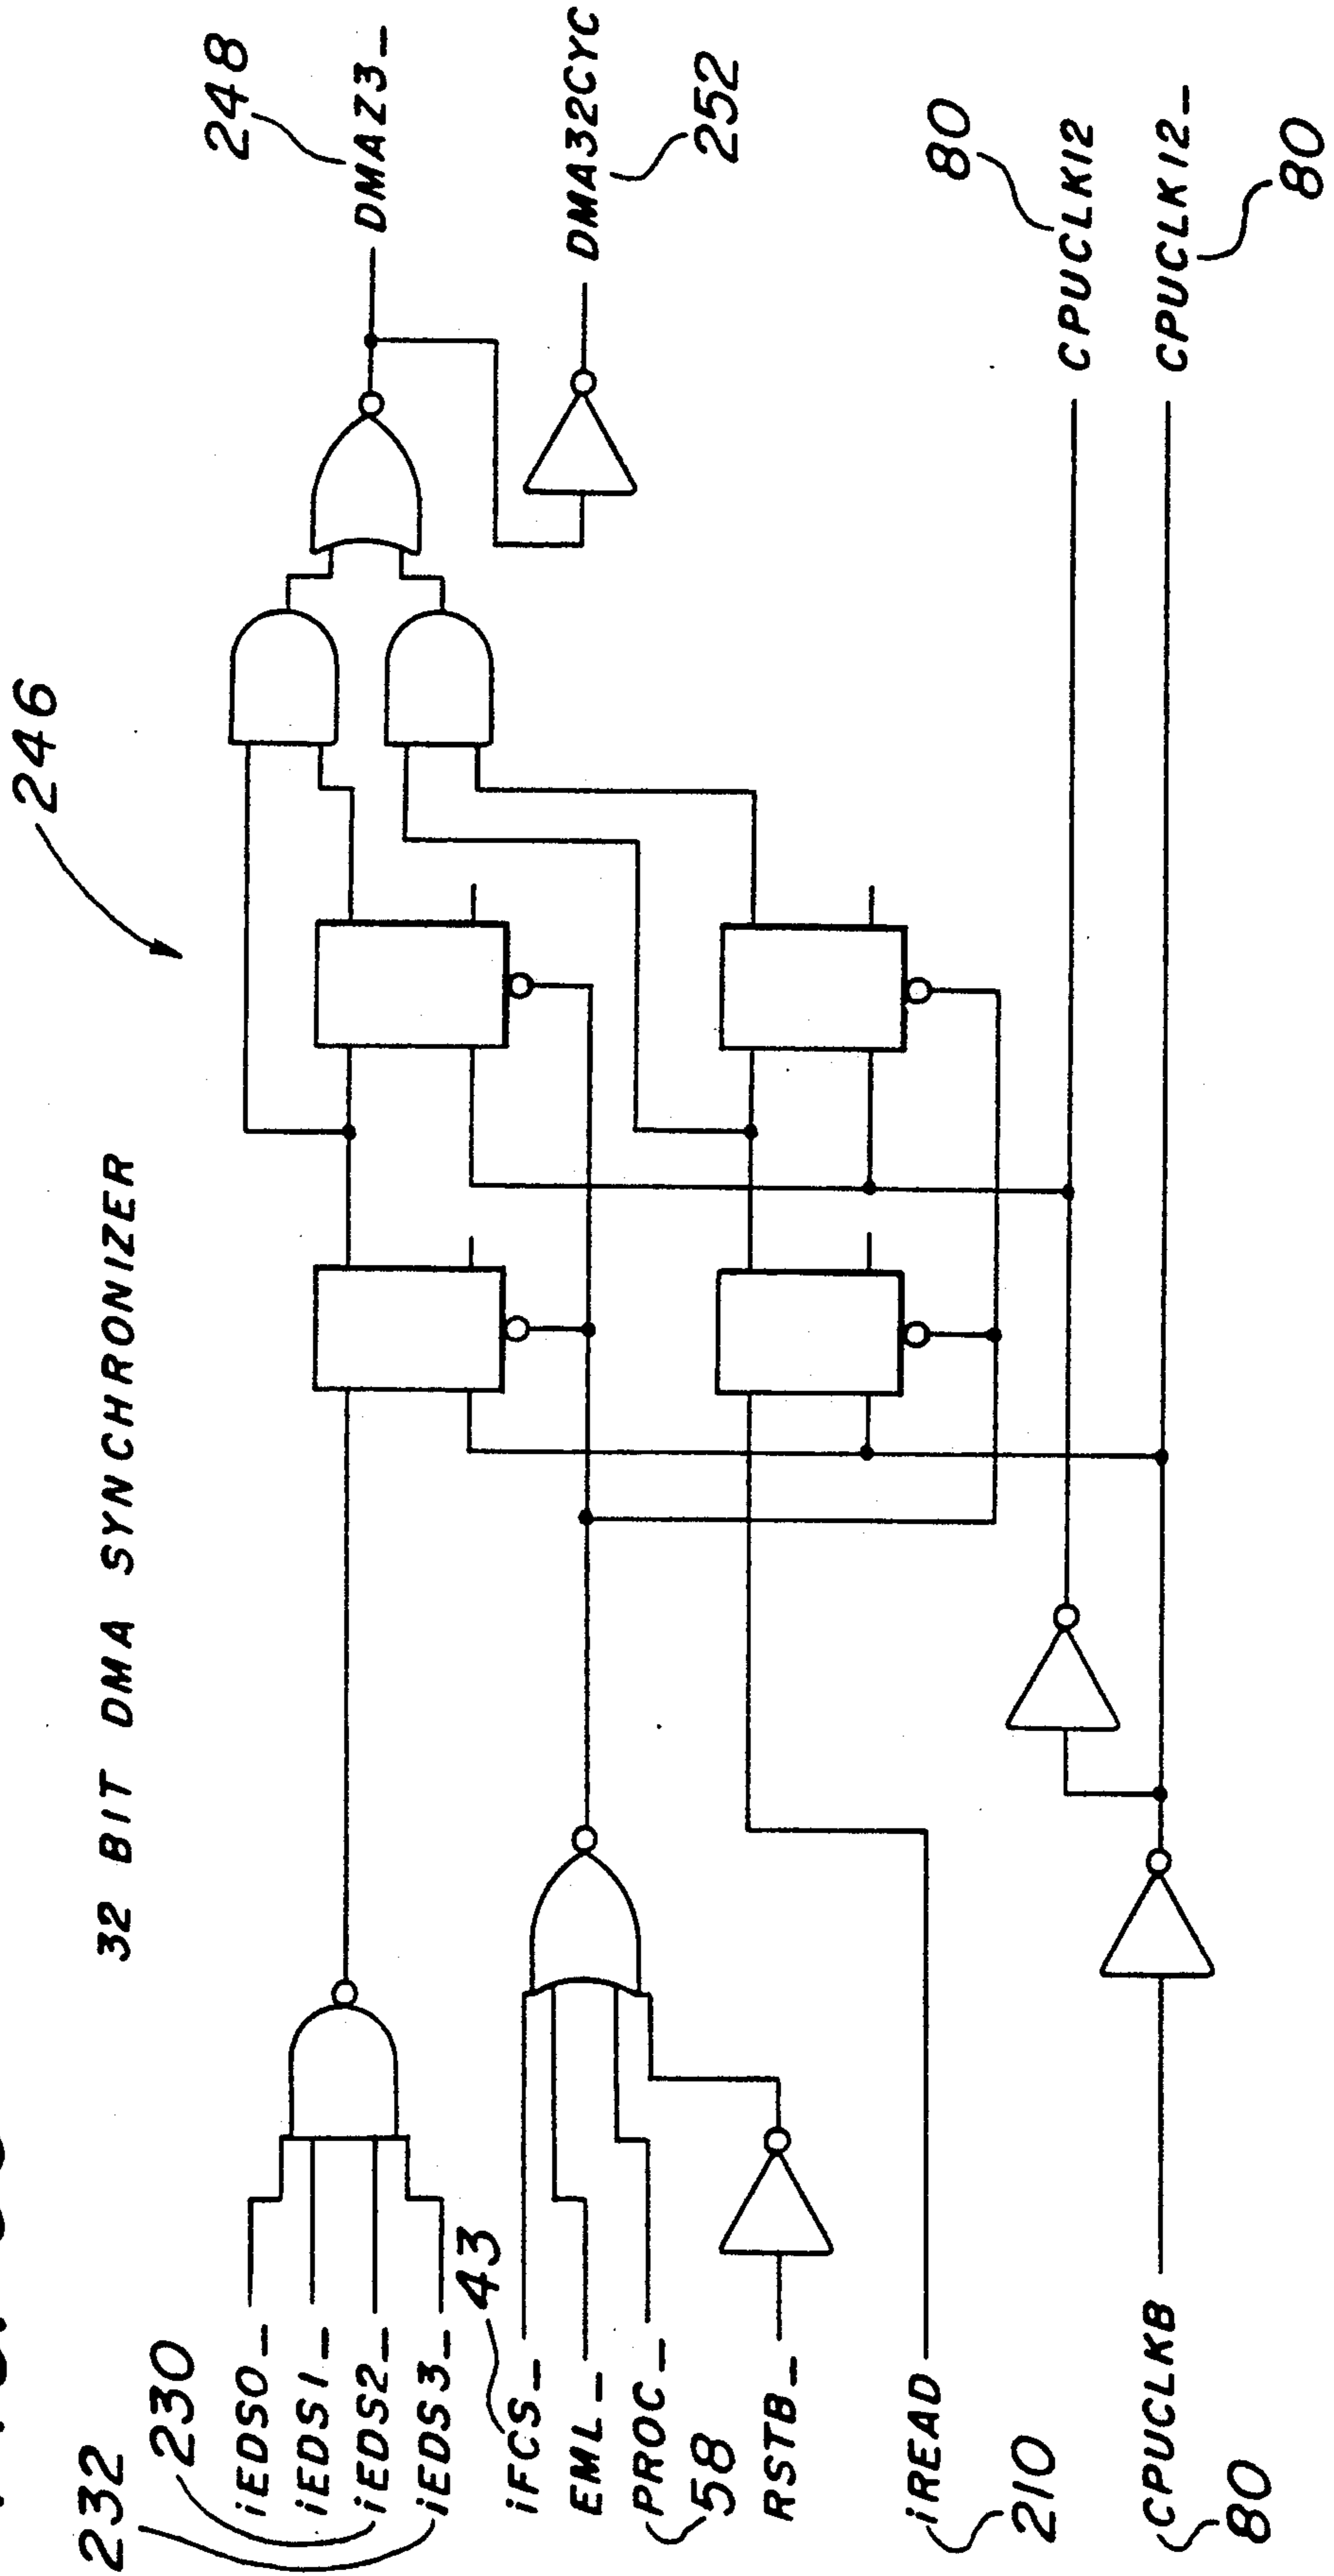 246
32 BIT DMA SYNCHRONIZER
232
230
iEDS0_
iEDS1_
iEDS2_
iEDS3_
43
iFCS_
EML_
PROC_
58
RSTB_
iREAD
210
CPUCLKB
80
248
DMAZ3_
DMA32CYC
252
80
CPUCLK12
CPUCLK12_
80